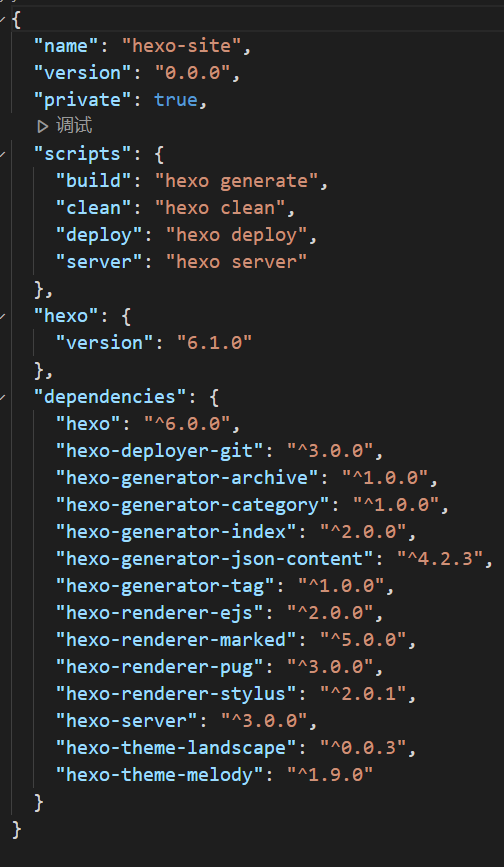 {
"name": "hexo-site",
"version": "0.0.0",
"private": true,
调试
"scripts": {
"build": "hexo generate",
"clean": "hexo clean",
"deploy": "hexo deploy",
"server": "hexo server"
},
"hexo": {
"version": "6.1.0"
},
"dependencies": {
"hexo": "^6.0.0",
"hexo-deployer-git": "^3.0.0",
"hexo-generator-archive": "^1.0.0",
"hexo-generator-category": "^1.0.0",
"hexo-generator-index": "^2.0.0",
"hexo-generator-json-content": "^4.2.3",
"hexo-generator-tag": "^1.0.0",
"hexo-renderer-ejs": "^2.0.0",
"hexo-renderer-marked": "^5.0.0",
"hexo-renderer-pug": "^3.0.0",
"hexo-renderer-stylus": "^2.0.1",
"hexo-server": "^3.0.0",
"hexo-theme-landscape": "^0.0.3",
"hexo-theme-melody": "^1.9.0"
}
}